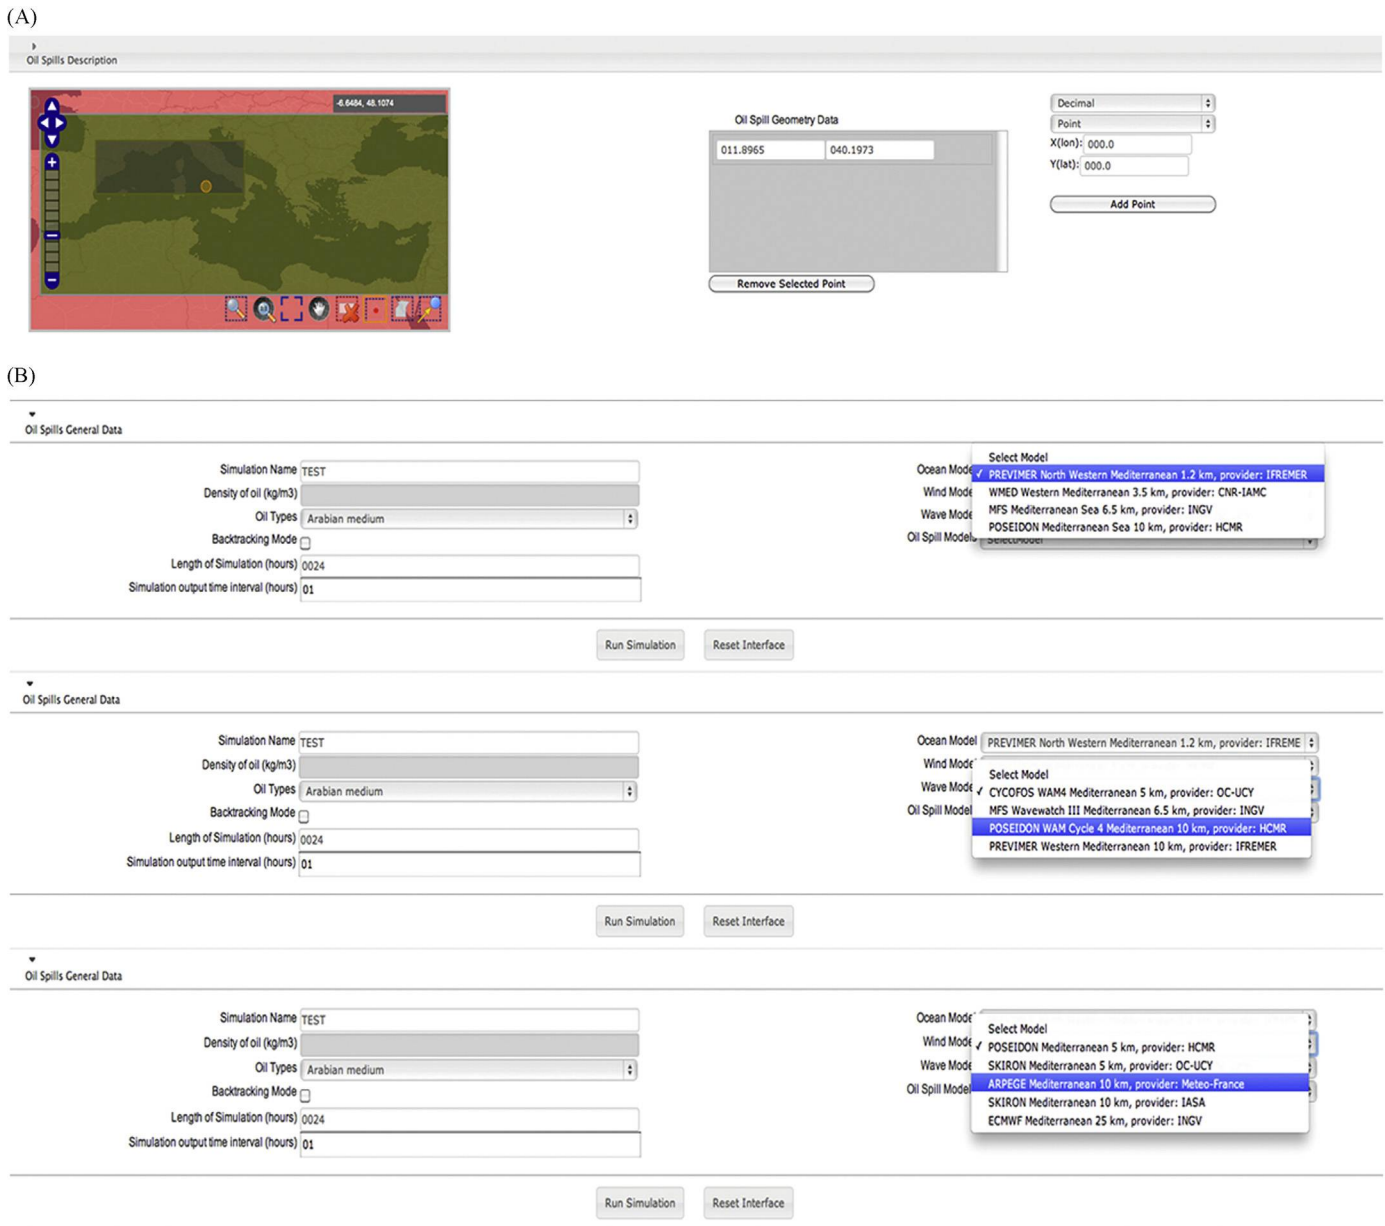 (A)
Oil Spills Description
-6.6484, 48.1074
Oil Spill Geometry Data
011.8965 040.1973
Remove Selected Point
Decimal
Point
X(lon): 000.0
Y(lat): 000.0
Add Point
(B)
Oil Spills General Data
Simulation Name TEST
Density of oil (kg/m3)
Oil Types Arabian medium
Backtracking Mode
Length of Simulation (hours) 0024
Simulation output time interval (hours) 01
Ocean Mode
Wind Mode
Wave Mode
Oil Spill Models SelectModel
Select Model
✓ PREVIMER North Western Mediterranean 1.2 km, provider: IFREMER
WMED Western Mediterranean 3.5 km, provider: CNR-IAMC
MFS Mediterranean Sea 6.5 km, provider: INGV
POSEIDON Mediterranean Sea 10 km, provider: HCMR
Run Simulation Reset Interface
Oil Spills General Data
Simulation Name TEST
Density of oil (kg/m3)
Oil Types Arabian medium
Backtracking Mode
Length of Simulation (hours) 0024
Simulation output time interval (hours) 01
Ocean Model PREVIMER North Western Mediterranean 1.2 km, provider: IFREME
Wind Mode
Wave Mode
Oil Spill Model
Select Model
✓ CYCOFOS WAM4 Mediterranean 5 km, provider: OC-UCY
MFS Wavewatch III Mediterranean 6.5 km, provider: INGV
POSEIDON WAM Cycle 4 Mediterranean 10 km, provider: HCMR
PREVIMER Western Mediterranean 10 km, provider: IFREMER
Run Simulation Reset Interface
Oil Spills General Data
Simulation Name TEST
Density of oil (kg/m3)
Oil Types Arabian medium
Backtracking Mode
Length of Simulation (hours) 0024
Simulation output time interval (hours) 01
Ocean Mode
Wind Mode
Wave Mode
Oil Spill Model
Select Model
✓ POSEIDON Mediterranean 5 km, provider: HCMR
SKIRON Mediterranean 5 km, provider: OC-UCY
ARPEGE Mediterranean 10 km, provider: Meteo-France
SKIRON Mediterranean 10 km, provider: IASA
ECMWF Mediterranean 25 km, provider: INGV
Run Simulation Reset Interface